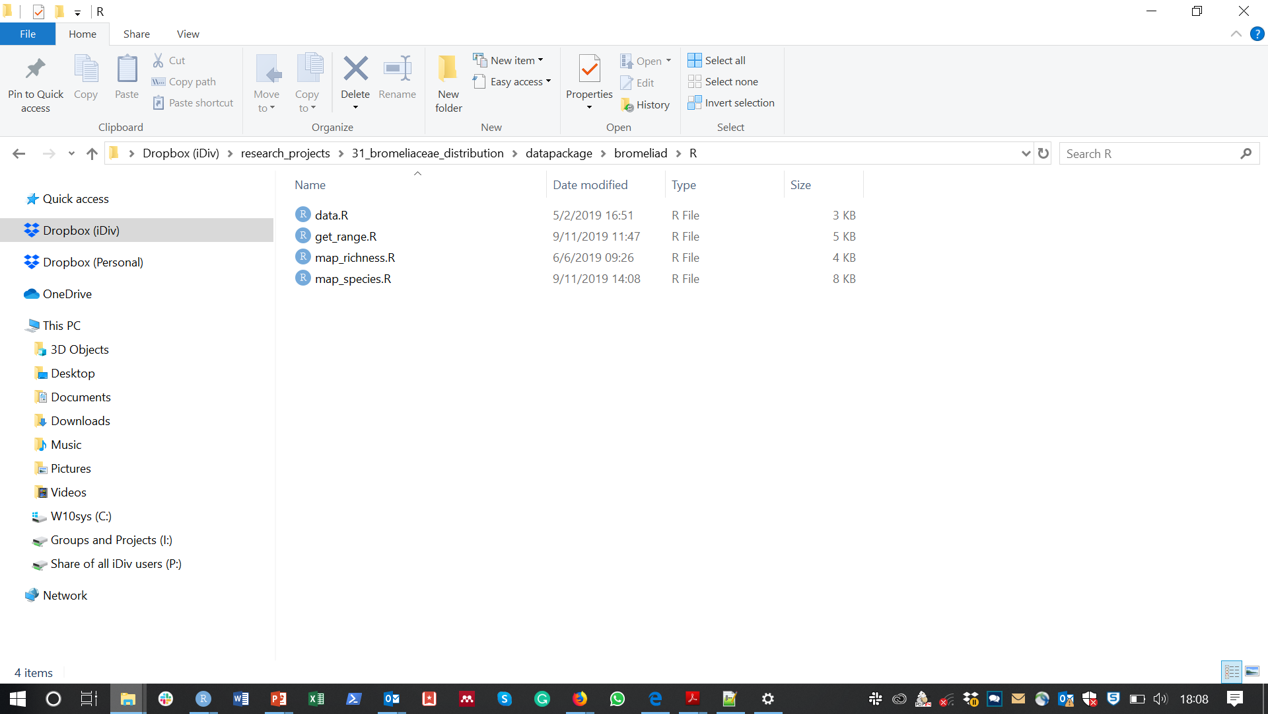 R
File Home Share View
Pin to Quick access
Copy
Paste
Cut
Copy path
Paste shortcut
Clipboard
Move to
Copy to
Delete
Rename
Organize
New folder
New item
Easy access
New
Properties
Open
Edit
History
Open
Select all
Select none
Invert selection
Select
Dropbox (iDiv) research_projects 31_bromeliaceae_distribution datapackage bromeliad R
Search R
Quick access
Dropbox (iDiv)
Dropbox (Personal)
OneDrive
This PC
3D Objects
Desktop
Documents
Downloads
Music
Pictures
Videos
W10sys (C:)
Groups and Projects (I:)
Share of all iDiv users (P:)
Network
Name Date modified Type Size
data.R 5/2/2019 16:51 R File 3 KB
get_range.R 9/11/2019 11:47 R File 5 KB
map_richness.R 6/6/2019 09:26 R File 4 KB
map_species.R 9/11/2019 14:08 R File 8 KB
4 items
18:08